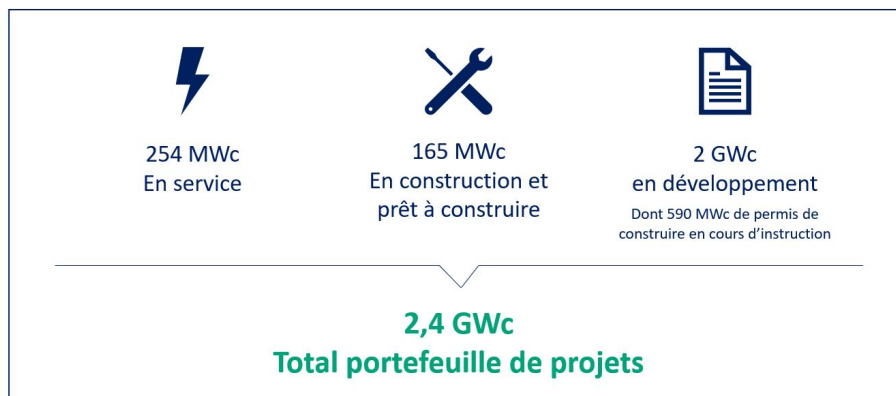 254 MWc
En service
165 MWc
En construction et
prêt à construire
2 GWc
en développement
Dont 590 MWc de permis de
construire en cours d’instruction
2,4 GWc
Total portefeuille de projets